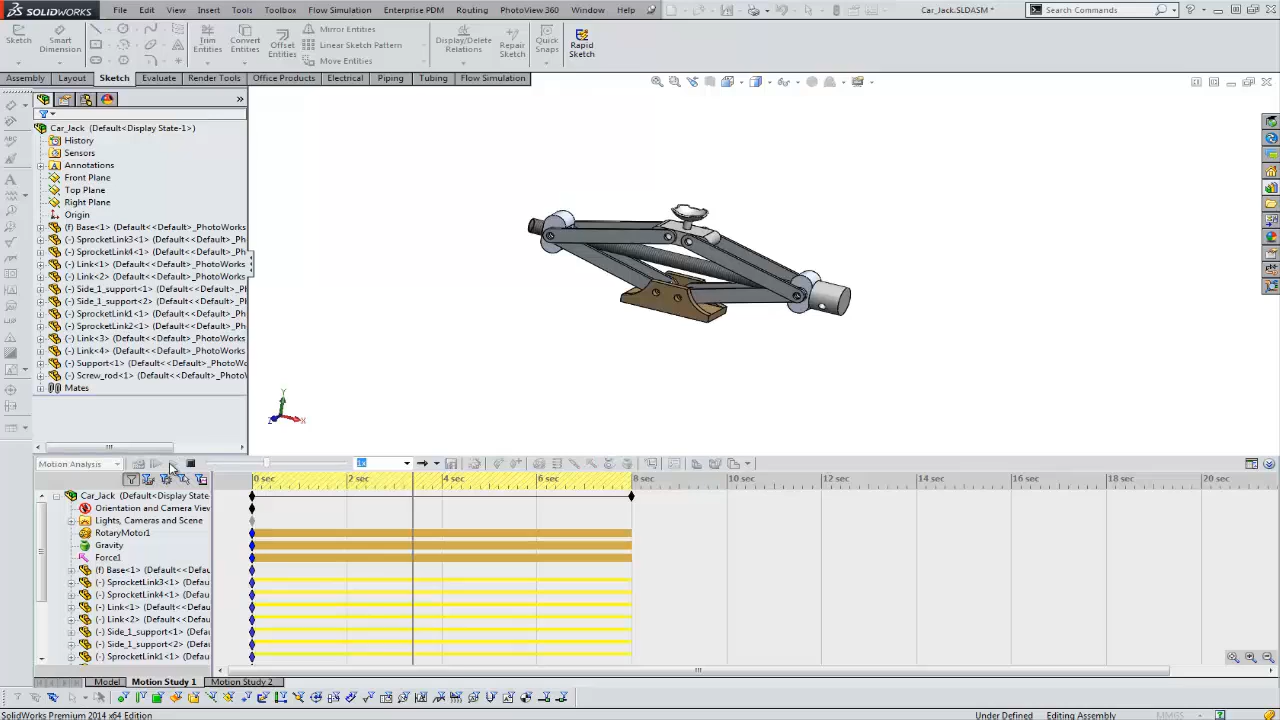 SOLIDWORKS File Edit View Insert Tools Toolbox Flow Simulation Enterprise PDM Routing PhotoView 360 Window Help Car_Jack.SLDASM * Search Commands
Sketch Smart Dimension Trim Entities Convert Entities Offset Entities Mirror Entities Linear Sketch Pattern Move Entities Display/Delete Relations Repair Sketch Quick Snaps Rapid Sketch
Assembly Layout Sketch Evaluate Render Tools Office Products Electrical Piping Tubing Flow Simulation
Car_Jack (Default<Display State-1>)
History
Sensors
Annotations
Front Plane
Top Plane
Right Plane
Origin
(f) Base<1> (Default<<Default>_PhotoWorks
(-) SprocketLink3<1> (Default<<Default>_Ph
(-) SprocketLink4<1> (Default<<Default>_Ph
(-) Link<1> (Default<<Default>_PhotoWorks
(-) Link<2> (Default<<Default>_PhotoWorks
(-) Side_1_support<1> (Default<<Default>_P
(-) Side_1_support<2> (Default<<Default>_P
(-) SprocketLink1<1> (Default<<Default>_Ph
(-) SprocketLink2<1> (Default<<Default>_Ph
(-) Link<3> (Default<<Default>_PhotoWorks
(-) Link<4> (Default<<Default>_PhotoWorks
(-) Support<1> (Default<<Default>_PhotoWo
(-) Screw_rod<1> (Default<<Default>_PhotoV
Mates
Y
Z X
Motion Analysis
0 sec 2 sec 4 sec 6 sec 8 sec 10 sec 12 sec 14 sec 16 sec 18 sec 20 sec
Car_Jack (Default<Display State
Orientation and Camera View
Lights, Cameras and Scene
RotaryMotor1
Gravity
Force1
(f) Base<1> (Default<<Defau
(-) SprocketLink3<1> (Defau
(-) SprocketLink4<1> (Defau
(-) Link<1> (Default<<Defau
(-) Link<2> (Default<<Defau
(-) Side_1_support<1> (Defau
(-) Side_1_support<2> (Defau
(-) SprocketLink1<1> (Defau
Model Motion Study 1 Motion Study 2
SolidWorks Premium 2014 x64 Edition Under Defined Editing Assembly MMGS